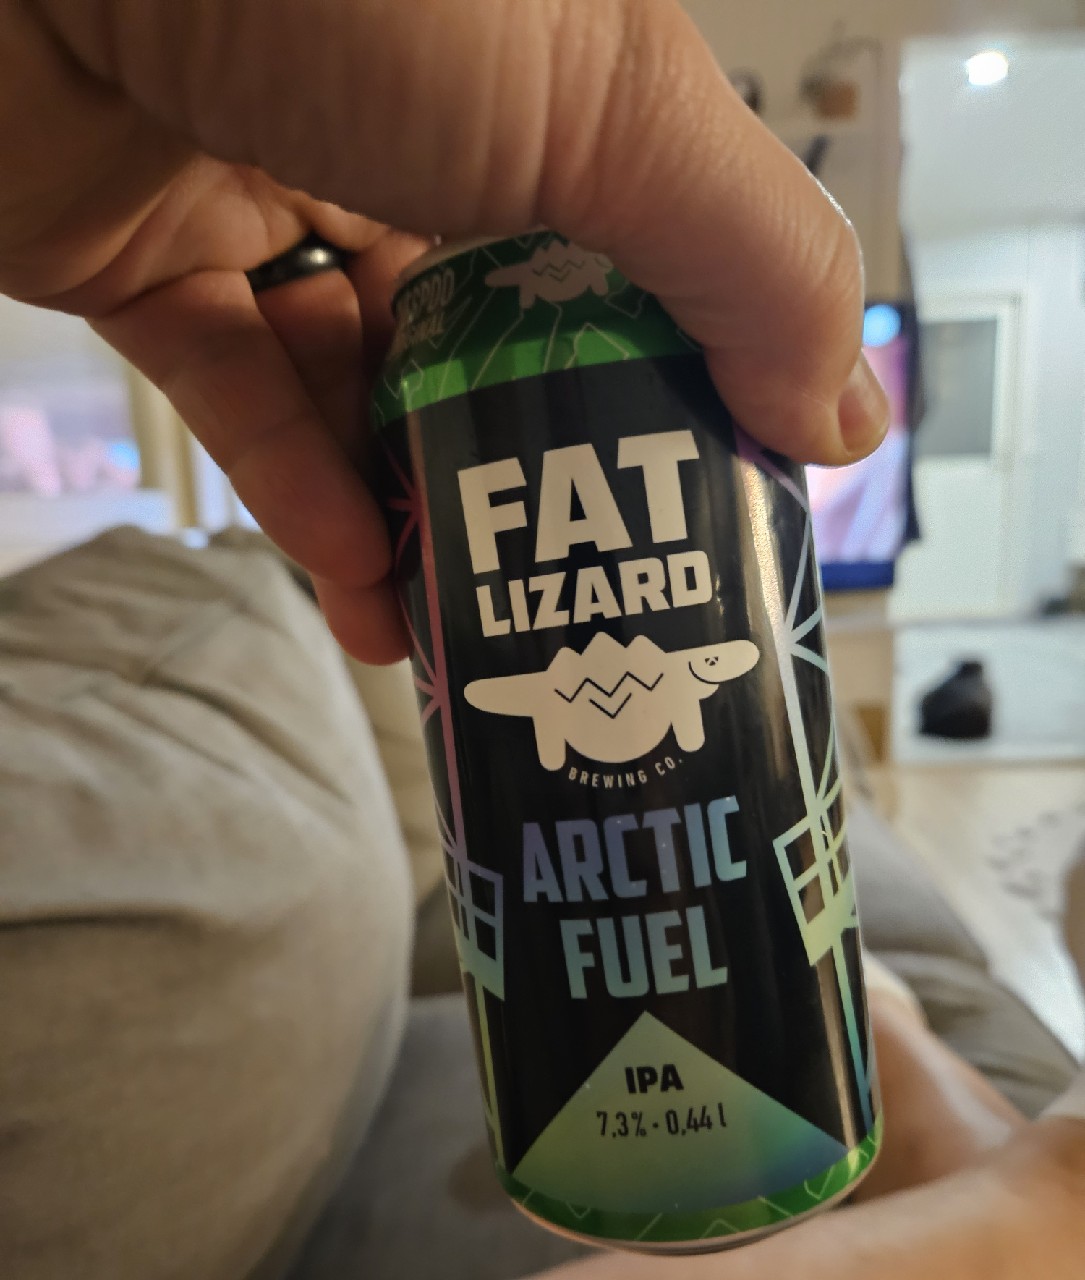 FAT
LIZARD
BREWING CO.
ARCTIC
FUEL
IPA
7,3% · 0,44 l